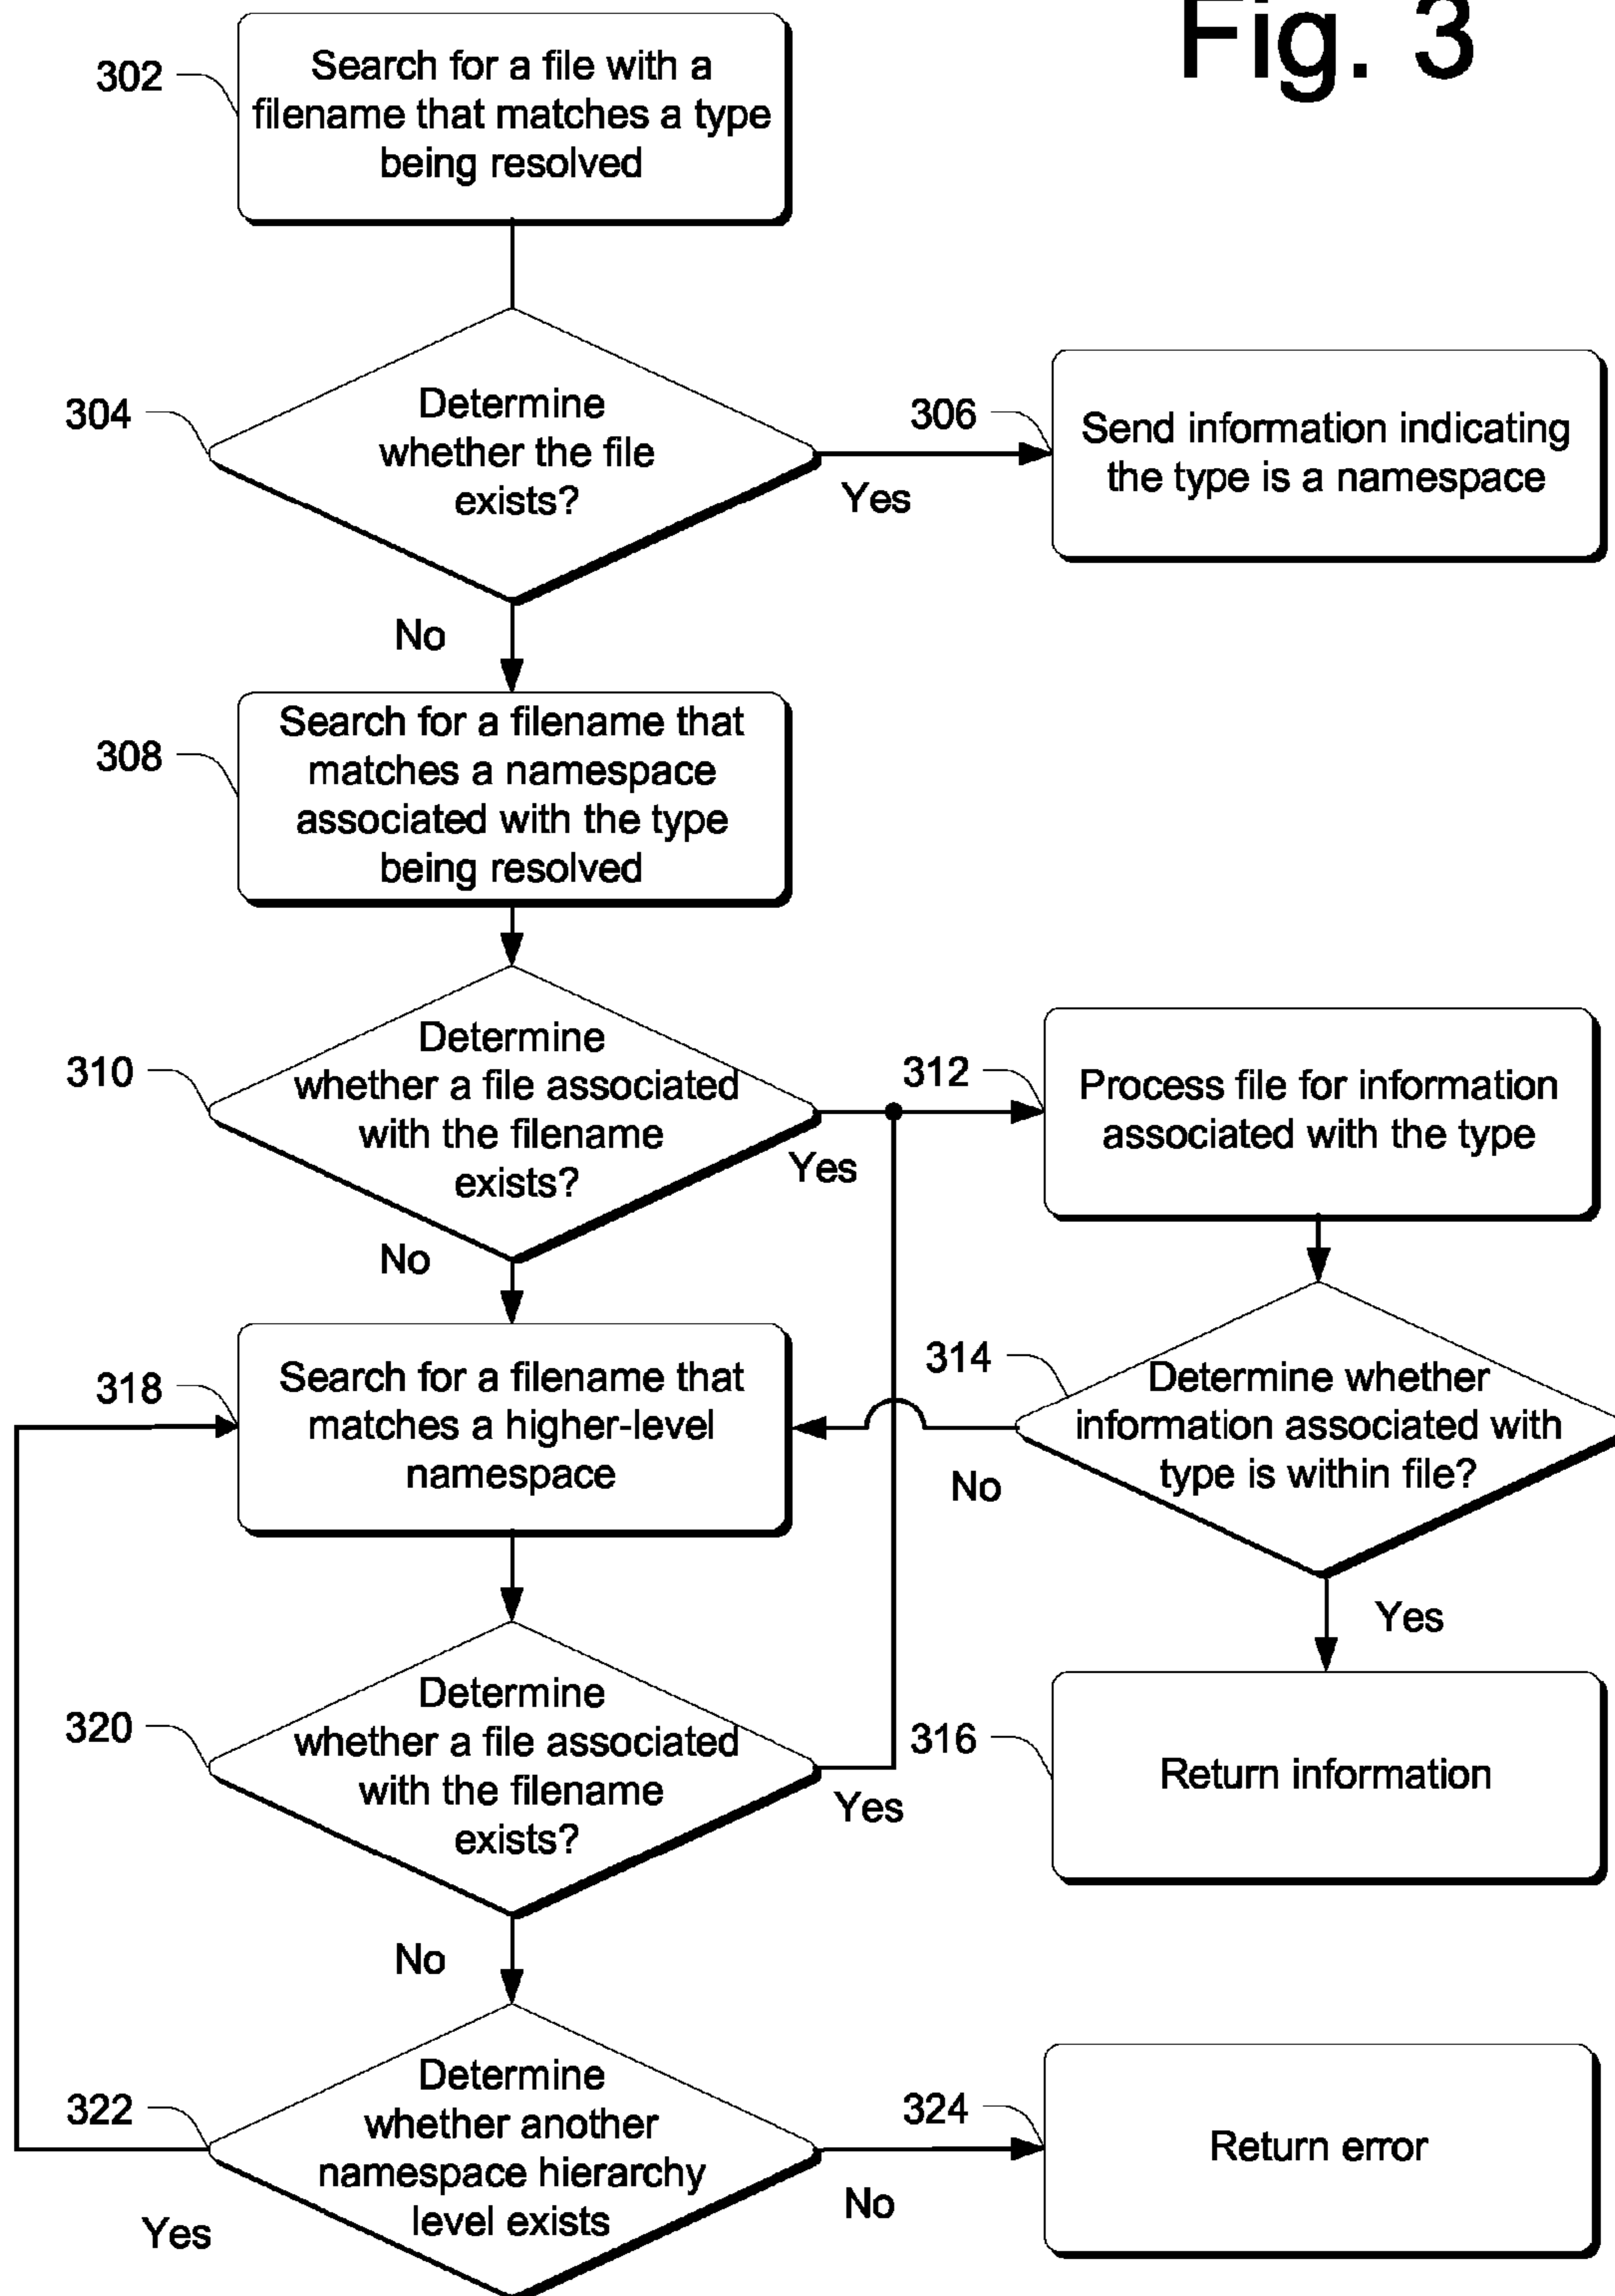 Fig. 3
302
Search for a file with a
filename that matches a type
being resolved
304
Determine
whether the file
exists?
Yes
No
306
Send information indicating
the type is a namespace
308
Search for a filename that
matches a namespace
associated with the type
being resolved
310
Determine
whether a file associated
with the filename
exists?
Yes
No
312
Process file for information
associated with the type
314
Determine whether
information associated with
type is within file?
No
Yes
316
Return information
318
Search for a filename that
matches a higher-level
namespace
320
Determine
whether a file associated
with the filename
exists?
Yes
No
322
Determine
whether another
namespace hierarchy
level exists
Yes
No
324
Return error